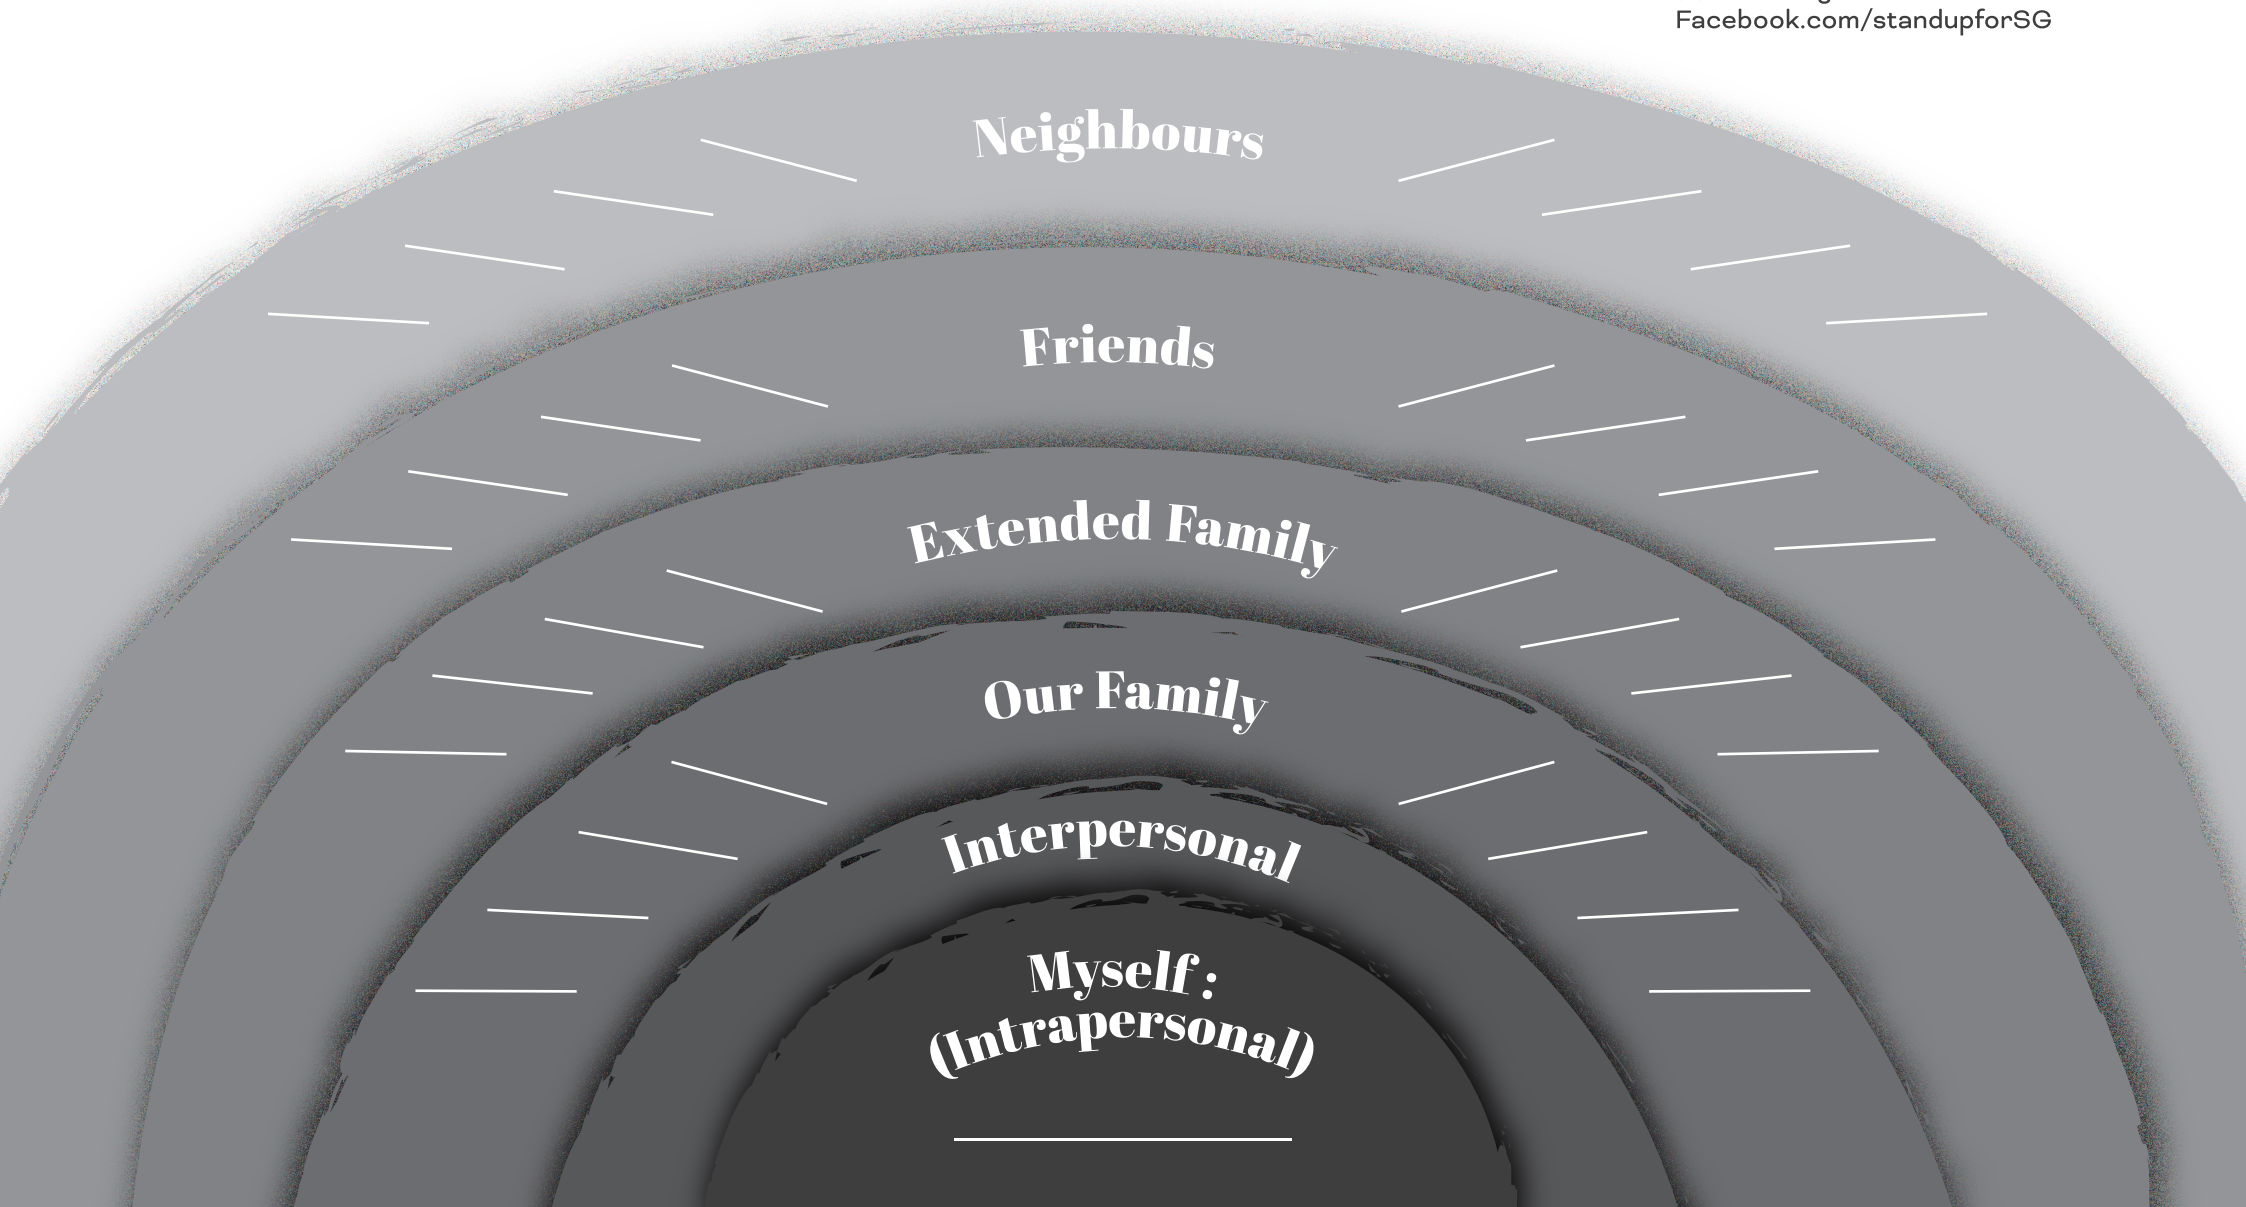 Facebook.com/standupforSG
Neighbours
Friends
Extended Family
Our Family
Interpersonal
Myself :
(Intrapersonal)